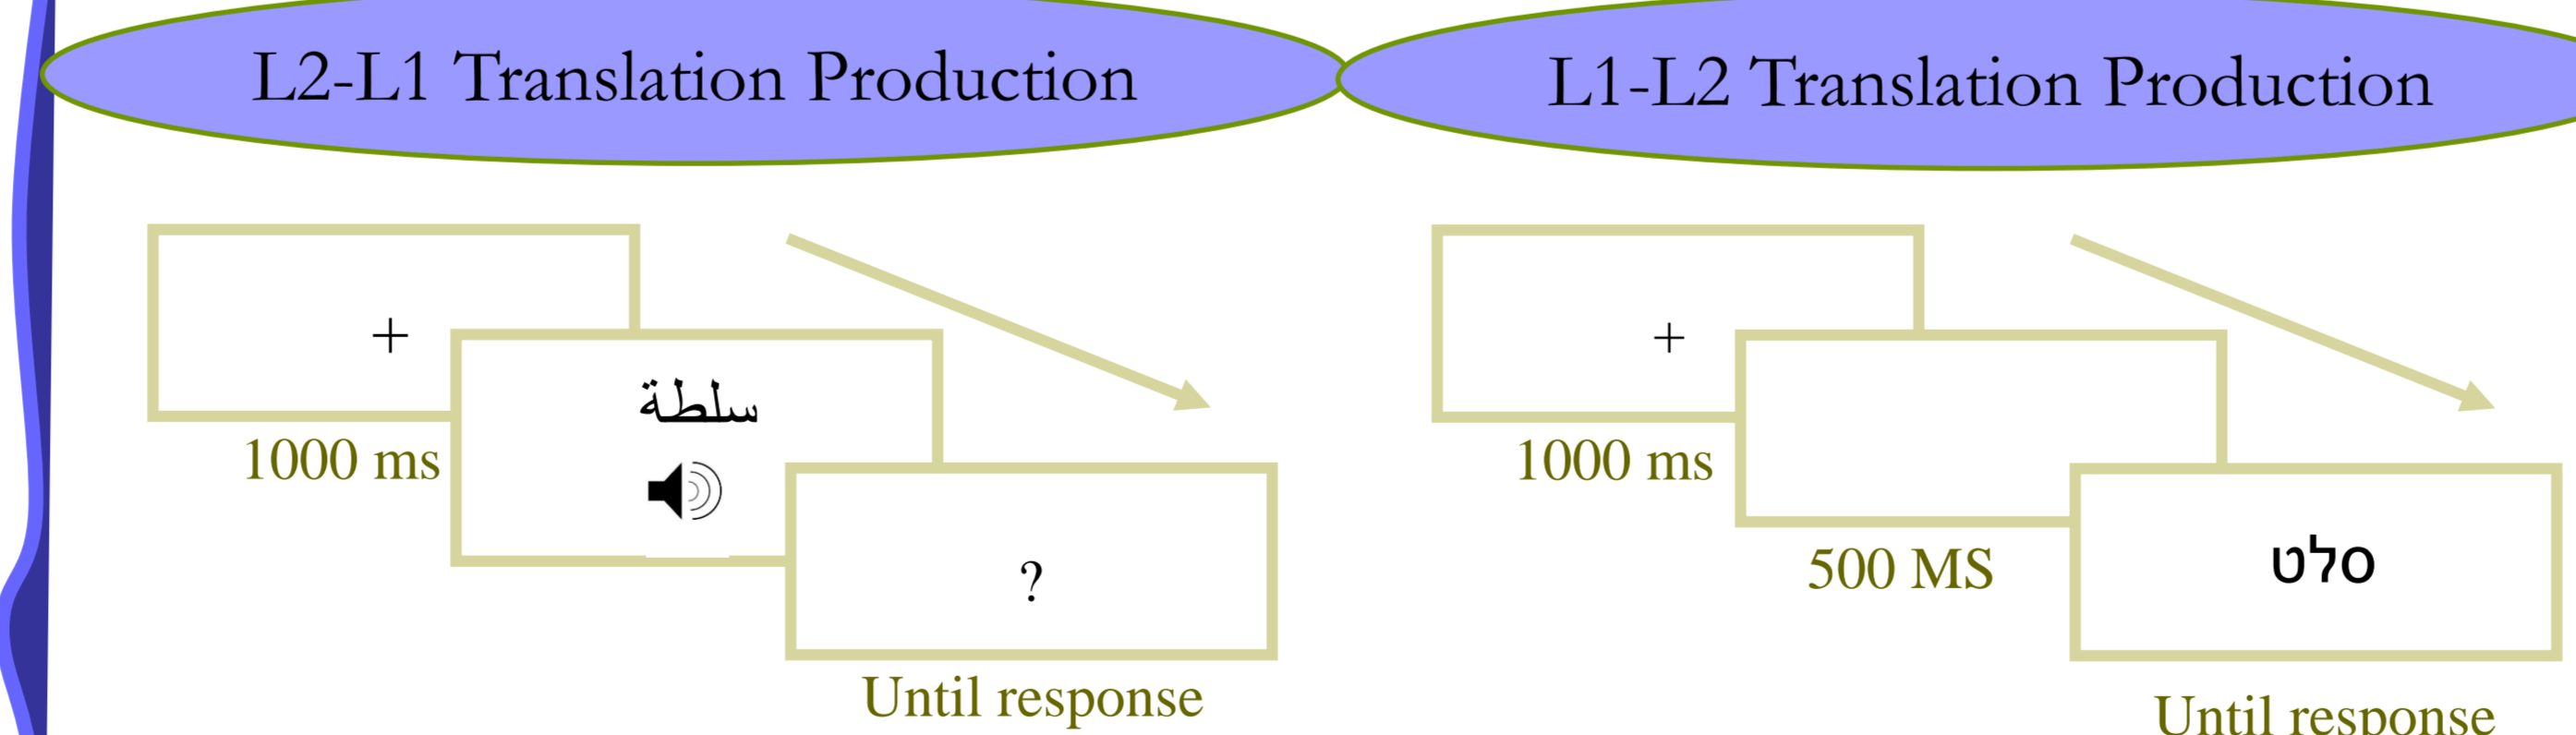 L2-L1 Translation Production
+
1000 ms
سلطة
?
Until response
L1-L2 Translation Production
+
1000 ms
500 MS
סלט
Until response